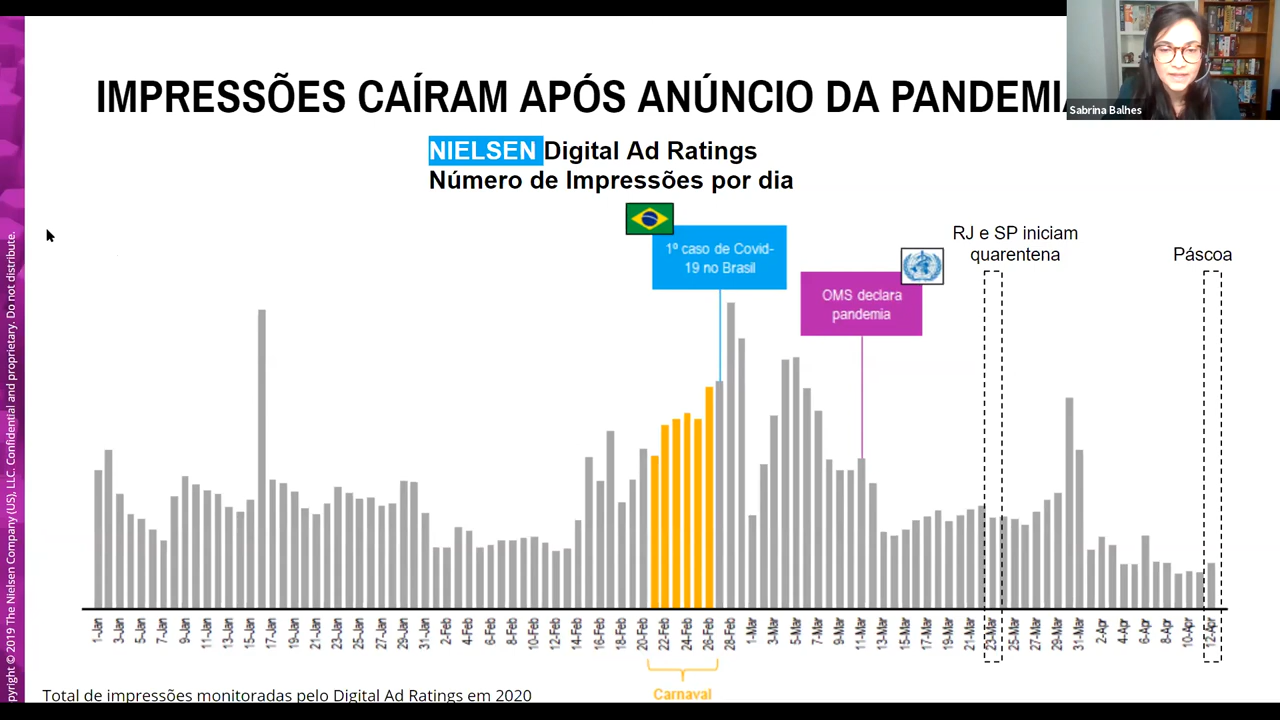 IMPRESSÕES CAÍRAM APÓS ANÚNCIO DA PANDEMIA
Sabrina Balhes
NIELSEN Digital Ad Ratings
Número de Impressões por dia
1º caso de Covid-
19 no Brasil
OMS declara
pandemia
RJ e SP iniciam
quarentena
Páscoa
1-Jan
3-Jan
5-Jan
7-Jan
9-Jan
11-Jan
13-Jan
15-Jan
17-Jan
19-Jan
21-Jan
23-Jan
25-Jan
27-Jan
29-Jan
31-Jan
2-Feb
4-Feb
6-Feb
8-Feb
10-Feb
12-Feb
14-Feb
16-Feb
18-Feb
20-Feb
22-Feb
24-Feb
26-Feb
28-Feb
1-Mar
3-Mar
5-Mar
7-Mar
9-Mar
11-Mar
13-Mar
15-Mar
17-Mar
19-Mar
21-Mar
23-Mar
25-Mar
27-Mar
29-Mar
31-Mar
2-Apr
4-Apr
6-Apr
8-Apr
10-Apr
12-Apr
Carnaval
Total de impressões monitoradas pelo Digital Ad Ratings em 2020
pyright © 2019 The Nielsen Company (US), LLC. Confidential and proprietary. Do not distribute.